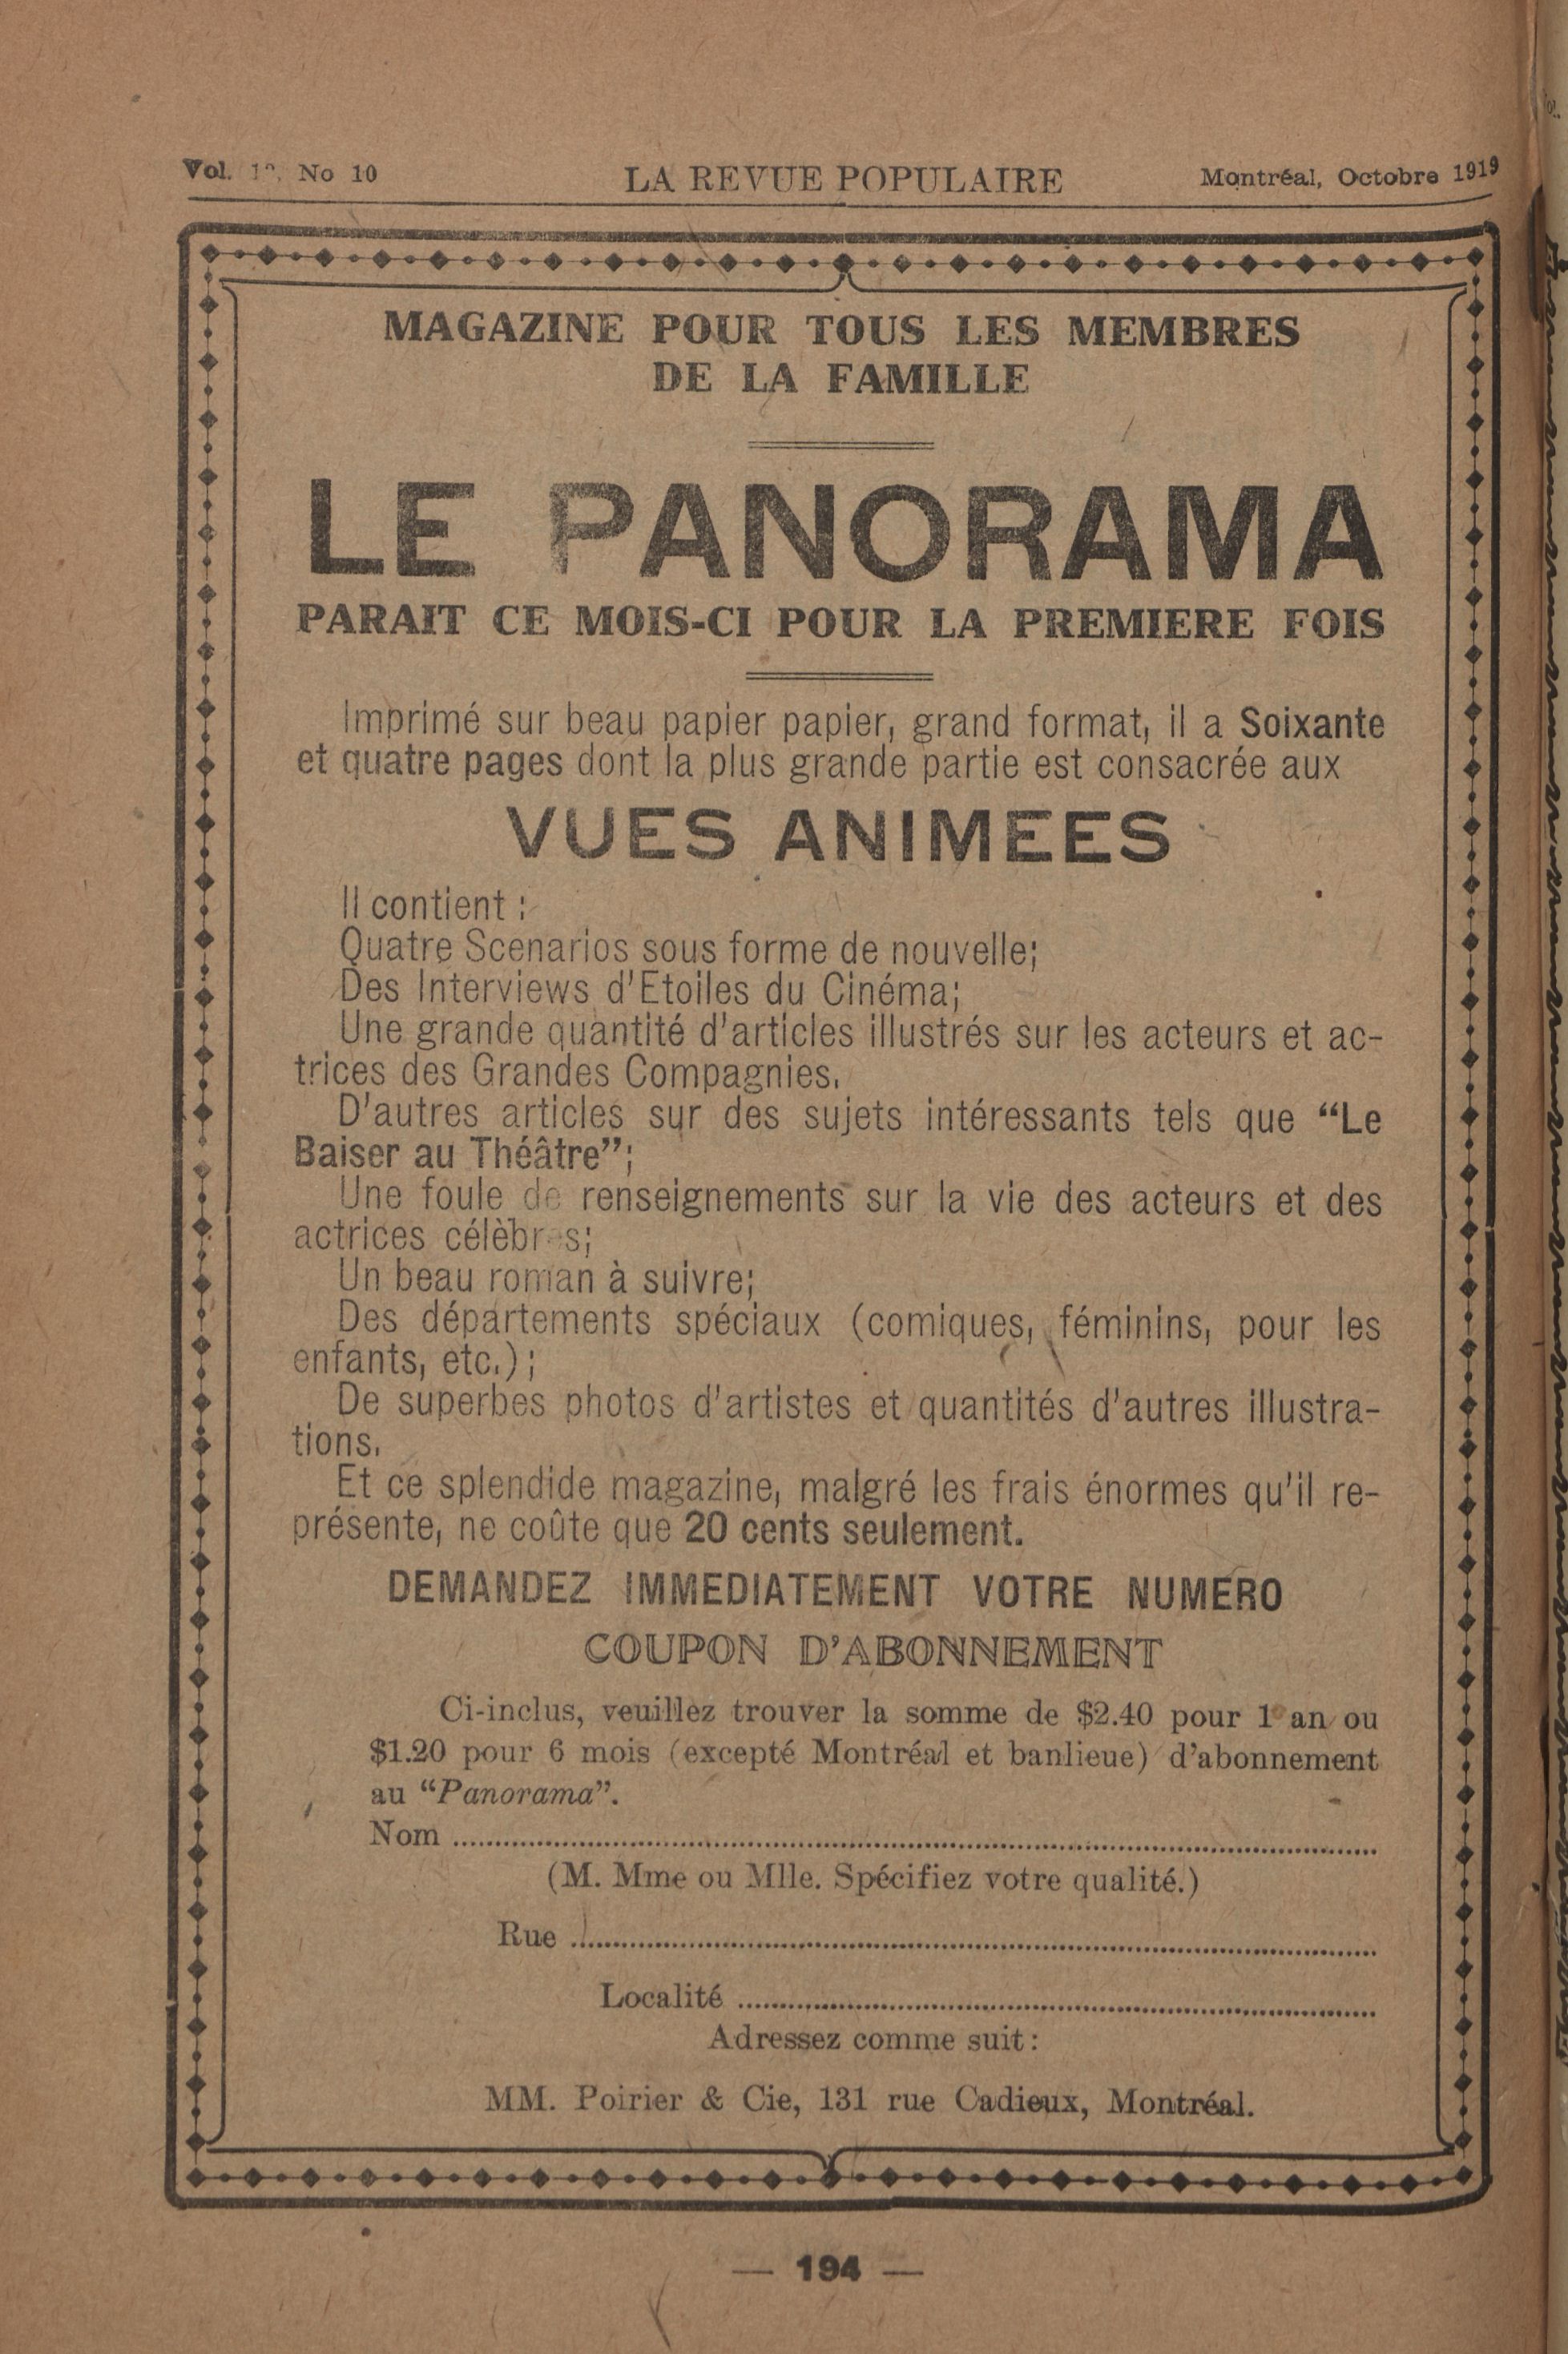 Vol. No 10 LA REVUE POPULAIRE Montréal, Octobre 1919
MAGAZINE POUR TOUS LES MEMBRES
DE LA FAMILLE
LE PANORAMA
PARAIT CE MOIS-CI POUR LA PREMIERE FOIS
Imprimé sur beau papier papier, grand format, il a Soixante
et quatre pages dont la plus grande partie est consacrée aux
VUES ANIMEES
Il contient :
Quatre Scenarios sous forme de nouvelle;
Des Interviews d'Etoiles du Cinéma;
Une grande quantité d'articles illustrés sur les acteurs et ac-
trices des Grandes Compagnies.
D'autres articles sur des sujets intéressants tels que “Le
Baiser au Théâtre”;
Une foule de renseignements sur la vie des acteurs et des
actrices célèbres;
Un beau roman à suivre;
Des départements spéciaux (comiques, féminins, pour les
enfants, etc.);
De superbes photos d'artistes et quantités d'autres illustra-
tions.
Et ce splendide magazine, malgré les frais énormes qu'il re-
présente, ne coûte que 20 cents seulement.
DEMANDEZ IMMEDIATEMENT VOTRE NUMERO
COUPON D'ABONNEMENT
Ci-inclus, veuillez trouver la somme de $2.40 pour 1 an ou
$1.20 pour 6 mois (excepté Montréal et banlieue) d'abonnement
au “Panorama”.
Nom
(M. Mme ou Mlle. Spécifiez votre qualité.)
Rue
Localité
Adressez comme suit:
MM. Poirier & Cie, 131 rue Cadieux, Montréal.
— 194 —